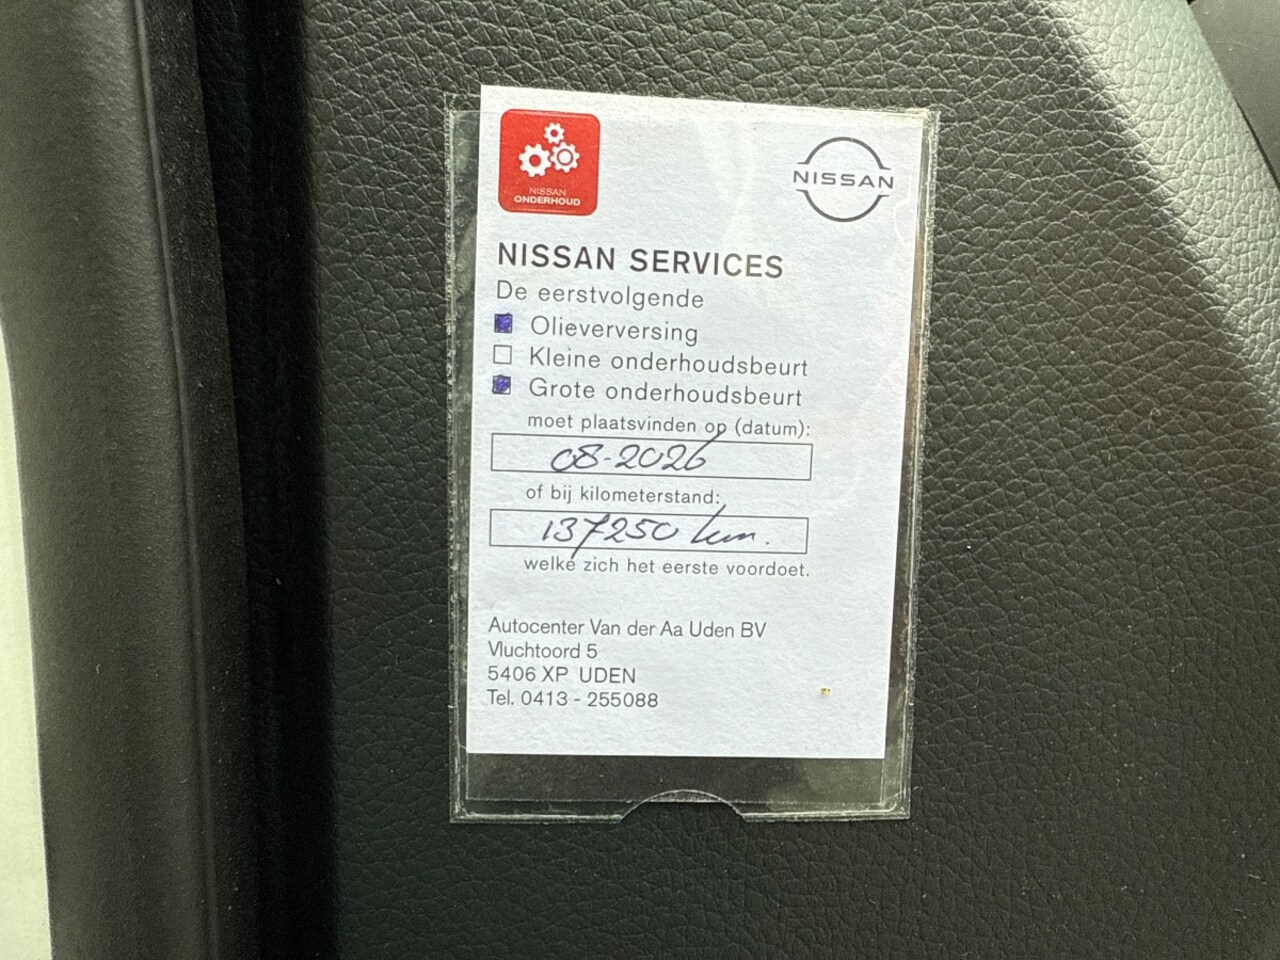 NISSAN
ONDERHOUD
NISSAN
NISSAN SERVICES
De eerstvolgende
Olieverversing
Kleine onderhoudsbeurt
Grote onderhoudsbeurt
moet plaatsvinden op (datum):
08-2026
of bij kilometerstand:
137250 km.
welke zich het eerste voordoet.
Autocenter Van der Aa Uden BV
Vluchtoord 5
5406 XP UDEN
Tel. 0413 - 255088